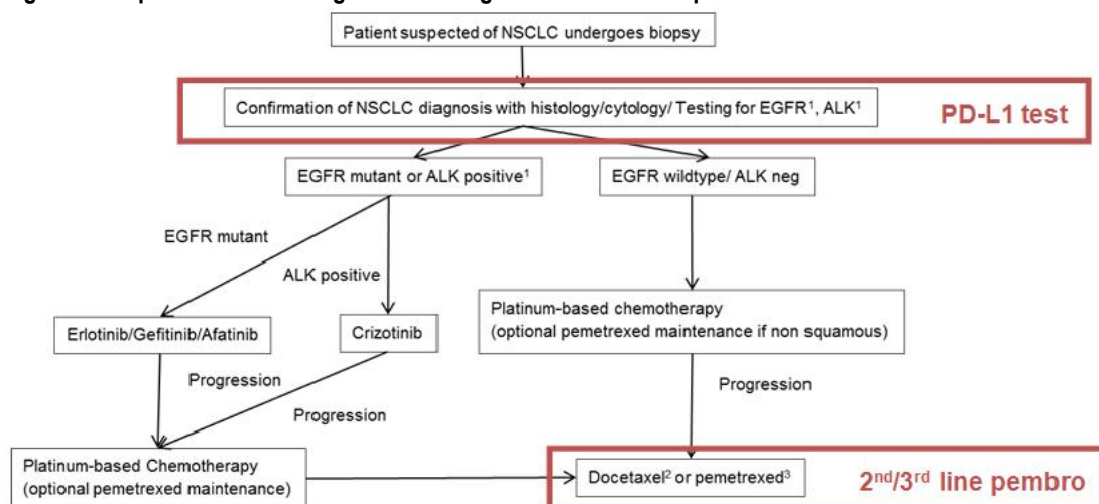 Patient suspected of NSCLC undergoes biopsy
Confirmation of NSCLC diagnosis with histology/cytology/ Testing for EGFR¹, ALK¹
PD-L1 test
EGFR mutant or ALK positive¹
EGFR wildtype/ ALK neg
EGFR mutant
ALK positive
Platinum-based chemotherapy
(optional pemetrexed maintenance if non squamous)
Erlotinib/Gefitinib/Afatinib
Crizotinib
Progression
Progression
Progression
Platinum-based Chemotherapy
(optional pemetrexed maintenance)
Docetaxel² or pemetrexed³
2nd/3rd line pembro